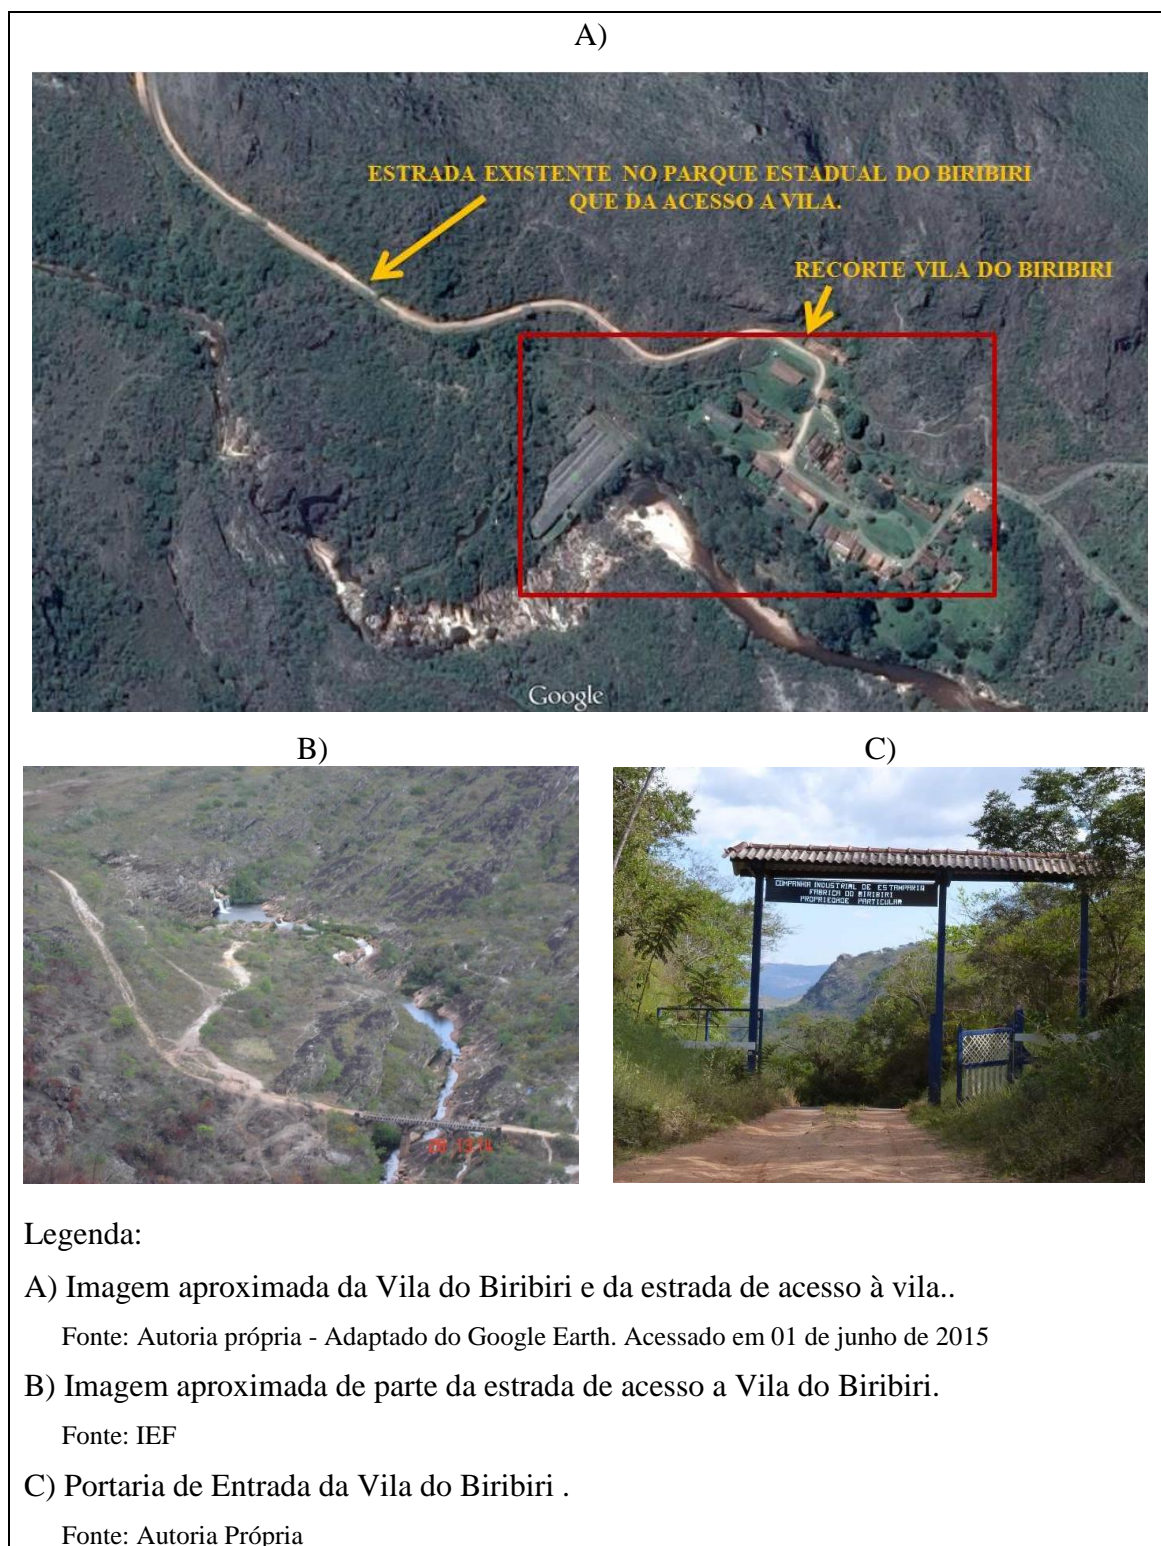 A)
ESTRADA EXISTENTE NO PARQUE ESTADUAL DO BIRIBIRI
QUE DA ACESSO A VILA.
RECORTE VILA DO BIRIBIRI
Google
B)
C)
COMPANHIA INDUSTRIAL DE ESTAMPARIA
FABRICA DO BIRIBIRI
PROPRIEDADE PARTICULAR
Legenda:
A) Imagem aproximada da Vila do Biribiri e da estrada de acesso à vila..
Fonte: Autoria própria - Adaptado do Google Earth. Acessado em 01 de junho de 2015
B) Imagem aproximada de parte da estrada de acesso a Vila do Biribiri.
Fonte: IEF
C) Portaria de Entrada da Vila do Biribiri .
Fonte: Autoria Própria